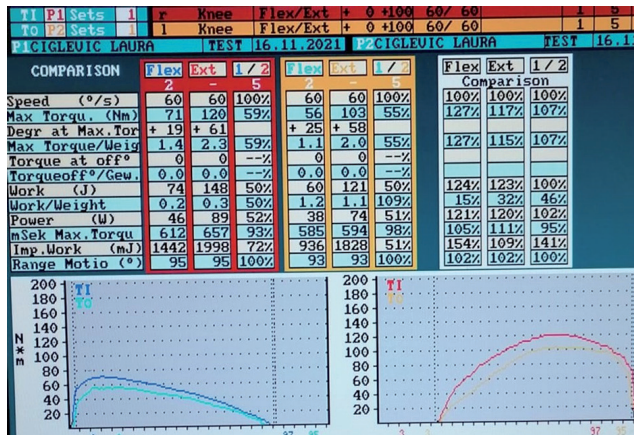 TI P1 Sets 1 r Knee Flex/Ext + 0 +100 60/ 60 1 5
TO P2 Sets 1 l Knee Flex/Ext + 0 +100 60/ 60 1 5
P1 CIGLEVIC LAURA TEST 16.11.2021 P2 CIGLEVIC LAURA TEST 16.1
COMPARISON Flex Ext 1/2 Flex Ext 1/2 Flex Ext 1/2
2 - 5 2 - 5 Comparison
Speed (º/s) 60 60 100% 60 60 100% 100% 100% 100%
Max Torqu. (Nm) 71 120 59% 56 103 55% 127% 117% 107%
Degr at Max.Tor + 19 + 61 + 25 + 58
Max Torque/Weig 1.4 2.3 59% 1.1 2.0 55% 127% 115% 107%
Torque at offº 0 0 --% 0 0 --%
Torqueoffº/Gew. 0.0 0.0 --% 0.0 0.0 --%
Work (J) 74 148 50% 60 121 50% 124% 123% 100%
Work/Weight 0.2 0.3 50% 1.2 1.1 109% 15% 32% 46%
Power (W) 46 89 52% 38 74 51% 121% 120% 102%
mSek Max.Torqu 612 657 93% 585 594 98% 105% 111% 95%
Imp.Work (mJ) 1442 1998 72% 936 1828 51% 154% 109% 141%
Range Motio (º) 95 95 100% 93 93 100% 102% 102% 100%
200 TI 200 TI
180 TO 180 TO
160 160
140 140
N 120 120
* 100 100
m 80 80
60 60
40 40
20 20
97 95 97 95